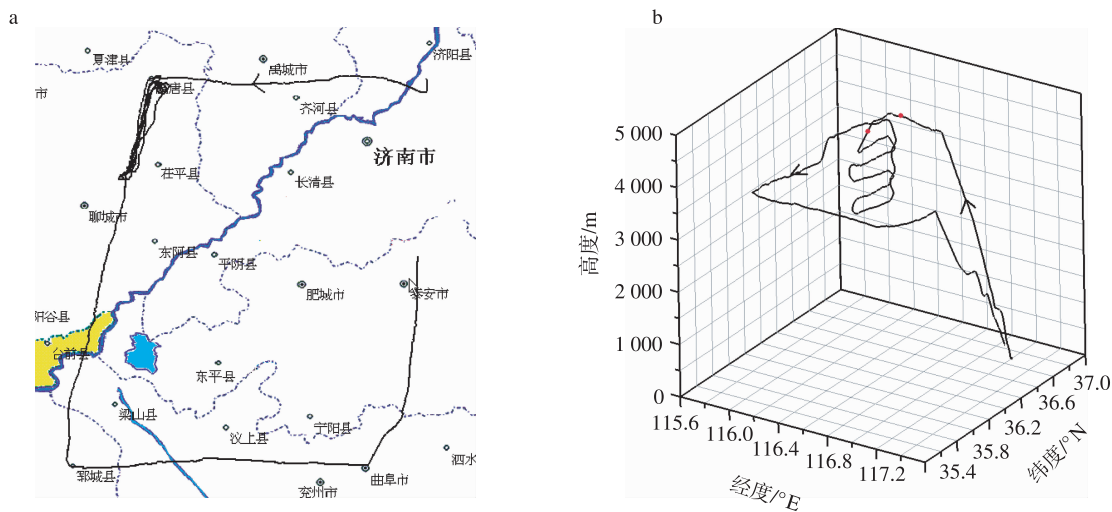 a
夏津县
禹城市
济阳县
市
唐县
齐河县
济南市
茌平县
长清县
聊城市
东阿县
平阴县
肥城市
泰安市
阳谷县
台前县
东平县
梁山县
汶上县
宁阳县
泗水
郓城县
曲阜市
兖州市
b
5 000
4 000
3 000
2 000
1 000
0
高度/m
115.6
116.0
116.4
116.8
117.2
经度/°E
35.4
35.8
36.2
36.6
37.0
纬度/°N